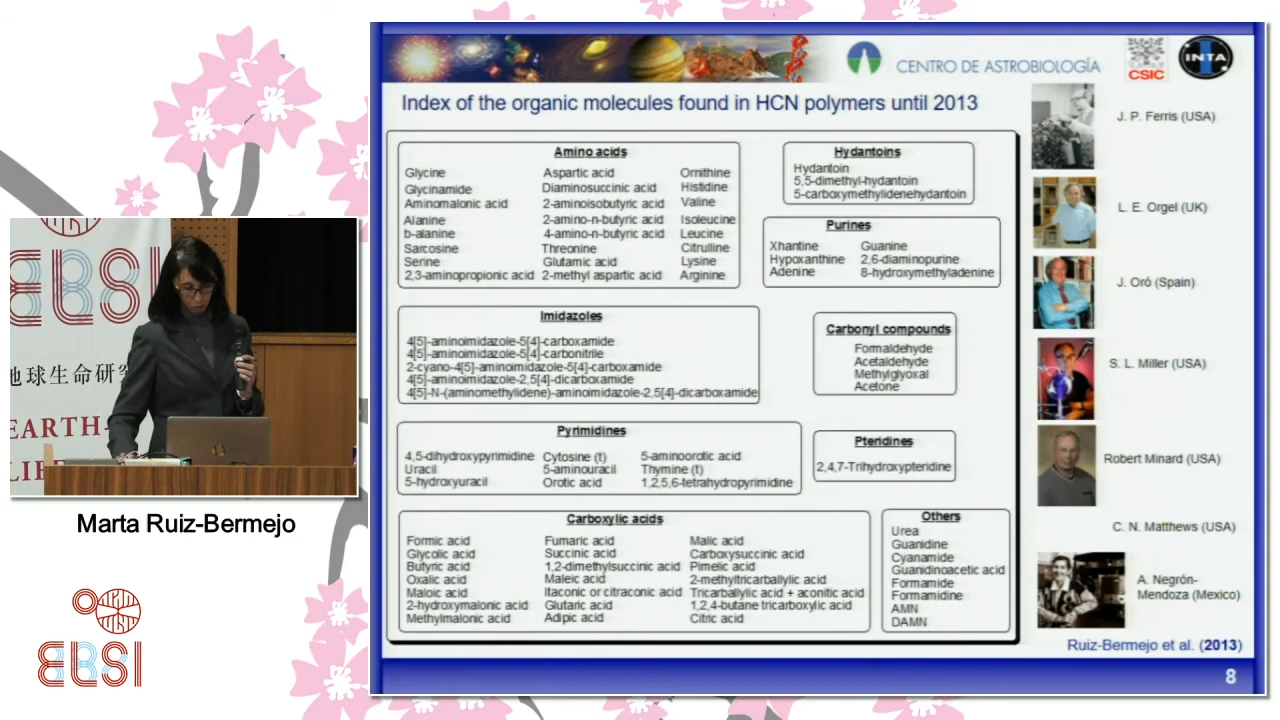 CENTRO DE ASTROBIOLOGÍA
CSIC
INTA
Index of the organic molecules found in HCN polymers until 2013
Amino acids
Glycine Aspartic acid Ornithine
Glycinamide Diaminosuccinic acid Histidine
Aminomalonic acid 2-aminoisobutyric acid Valine
Alanine 2-amino-n-butyric acid Isoleucine
b-alanine 4-amino-n-butyric acid Leucine
Sarcosine Threonine Citrulline
Serine Glutamic acid Lysine
2,3-aminopropionic acid 2-methyl aspartic acid Arginine
Hydantoins
Hydantoin
5,5-dimethyl-hydantoin
5-carboxymethylidenehydantoin
Purines
Xhantine Guanine
Hypoxanthine 2,6-diaminopurine
Adenine 8-hydroxymethyladenine
Imidazoles
4[5]-aminoimidazole-5[4]-carboxamide
4[5]-aminoimidazole-5[4]-carbonitrile
2-cyano-4[5]-aminoimidazole-5[4]-carboxamide
4[5]-aminoimidazole-2,5[4]-dicarboxamide
4[5]-N-(aminomethylidene)-aminoimidazole-2,5[4]-dicarboxamide
Carbonyl compounds
Formaldehyde
Acetaldehyde
Methylglyoxal
Acetone
Pyrimidines
4,5-dihydroxypyrimidine Cytosine (t) 5-aminoorotic acid
Uracil 5-aminouracil Thymine (t)
5-hydroxyuracil Orotic acid 1,2,5,6-tetrahydropyrimidine
Pteridines
2,4,7-Trihydroxypteridine
Carboxylic acids
Formic acid Fumaric acid Malic acid
Glycolic acid Succinic acid Carboxysuccinic acid
Butyric acid 1,2-dimethylsuccinic acid Pimelic acid
Oxalic acid Maleic acid 2-methyltricarballylic acid
Maloic acid Itaconic or citraconic acid Tricarballylic acid + aconitic acid
2-hydroxymalonic acid Glutaric acid 1,2,4-butane tricarboxylic acid
Methylmalonic acid Adipic acid Citric acid
Others
Urea
Guanidine
Cyanamide
Guanidinoacetic acid
Formamide
Formamidine
AMN
DAMN
J. P. Ferris (USA)
L. E. Orgel (UK)
J. Oró (Spain)
S. L. Miller (USA)
Robert Minard (USA)
C. N. Matthews (USA)
A. Negrón-
Mendoza (Mexico)
Ruiz-Bermejo et al. (2013)
8
ELSI
地球生命研
EARTH-
LI
Marta Ruiz-Bermejo
ELSI